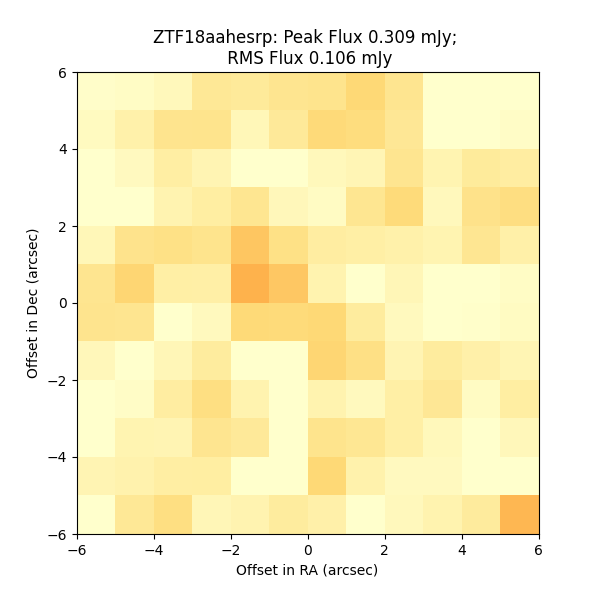 ZTF18aahesrp: Peak Flux 0.309 mJy;
RMS Flux 0.106 mJy
6
4
2
0
−2
−4
−6
Offset in Dec (arcsec)
−6 −4 −2 0 2 4 6
Offset in RA (arcsec)